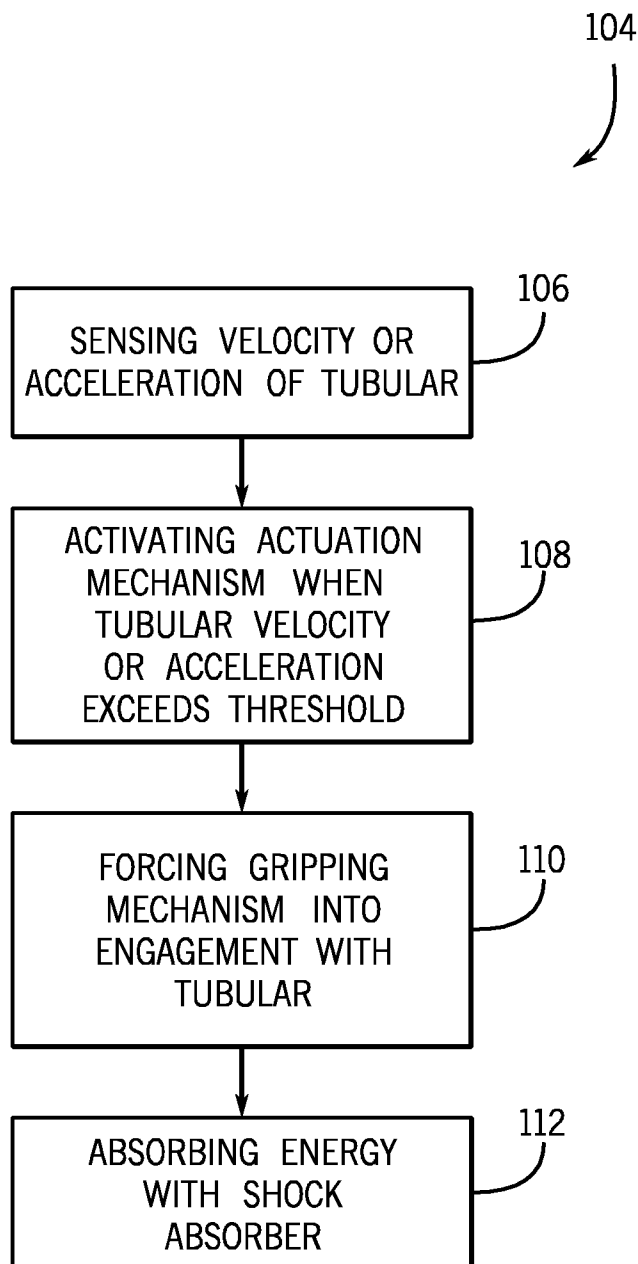 104
106
SENSING VELOCITY OR
ACCELERATION OF TUBULAR
108
ACTIVATING ACTUATION
MECHANISM WHEN
TUBULAR VELOCITY
OR ACCELERATION
EXCEEDS THRESHOLD
110
FORCING GRIPPING
MECHANISM INTO
ENGAGEMENT WITH
TUBULAR
112
ABSORBING ENERGY
WITH SHOCK
ABSORBER